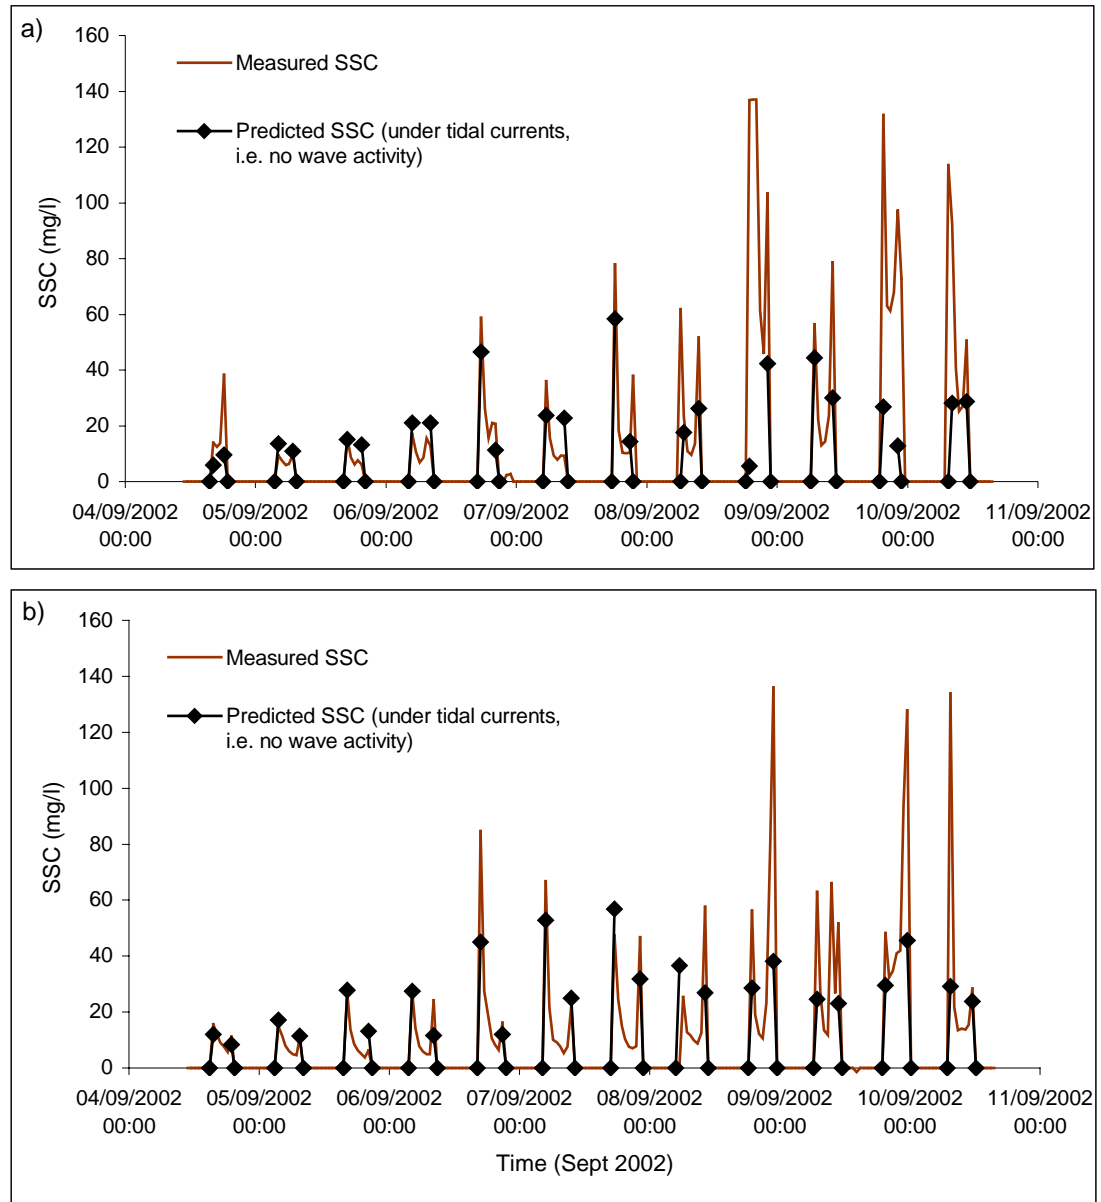 a)
160
140
120
100
80
60
40
20
0
SSC (mg/l)
Measured SSC
Predicted SSC (under tidal currents,
i.e. no wave activity)
04/09/2002 05/09/2002 06/09/2002 07/09/2002 08/09/2002 09/09/2002 10/09/2002 11/09/2002
00:00 00:00 00:00 00:00 00:00 00:00 00:00 00:00
b)
160
140
120
100
80
60
40
20
0
SSC (mg/l)
Measured SSC
Predicted SSC (under tidal currents,
i.e. no wave activity)
04/09/2002 05/09/2002 06/09/2002 07/09/2002 08/09/2002 09/09/2002 10/09/2002 11/09/2002
00:00 00:00 00:00 00:00 00:00 00:00 00:00 00:00
Time (Sept 2002)